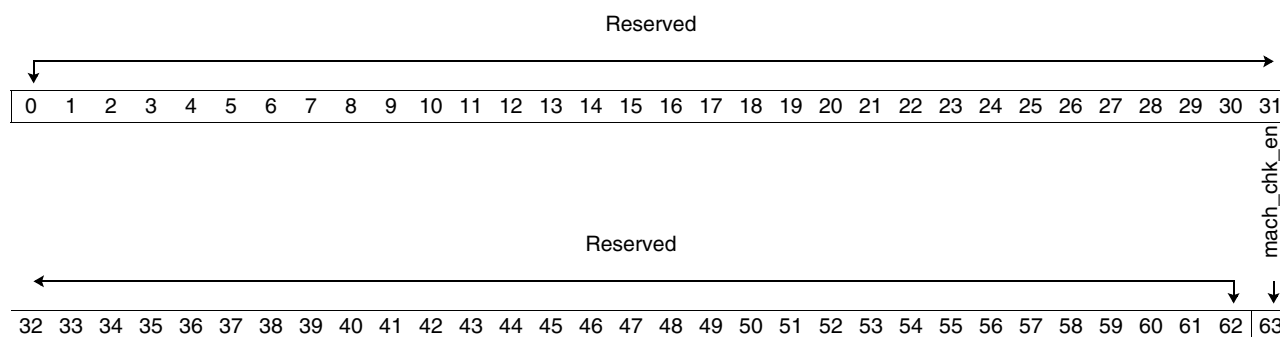 Reserved
0 1 2 3 4 5 6 7 8 9 10 11 12 13 14 15 16 17 18 19 20 21 22 23 24 25 26 27 28 29 30 31
mach_chk_en
Reserved
32 33 34 35 36 37 38 39 40 41 42 43 44 45 46 47 48 49 50 51 52 53 54 55 56 57 58 59 60 61 62 63